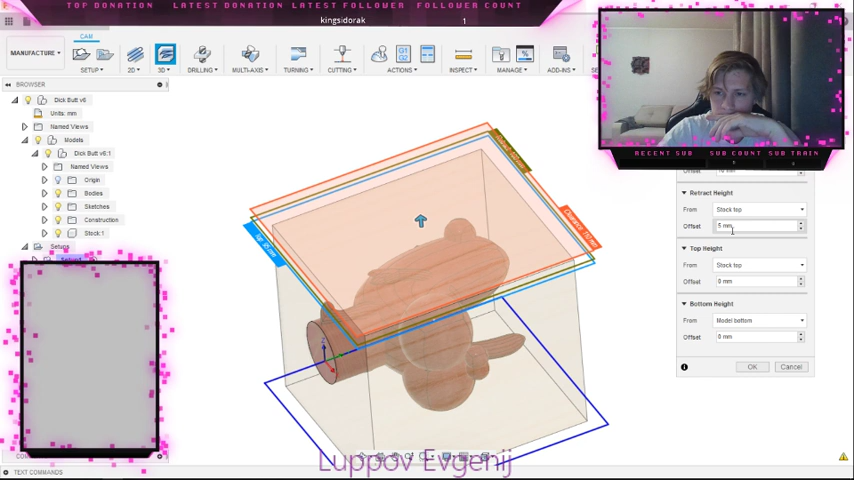 TOP DONATION LATEST DONATION LATEST FOLLOWER FOLLOWER COUNT
kingsidorak
1
CAM
MANUFACTURE
SETUP
2D
3D
DRILLING
MULTI-AXIS
TURNING
CUTTING
ACTIONS
INSPECT
MANAGE
ADD-INS
BROWSER
Dick Butt v6
Units: mm
Named Views
Models
Dick Butt v6:1
Named Views
Origin
Bodies
Sketches
Construction
Stock:1
Setups
RECENT SUB SUB COUNT SUB TRAIN
Offset
Retract Height
From Stock top
Offset 5 mm
Top Height
From Stock top
Offset 0 mm
Bottom Height
From Model bottom
Offset 0 mm
OK Cancel
TEXT COMMANDS
Luppov Evgenij